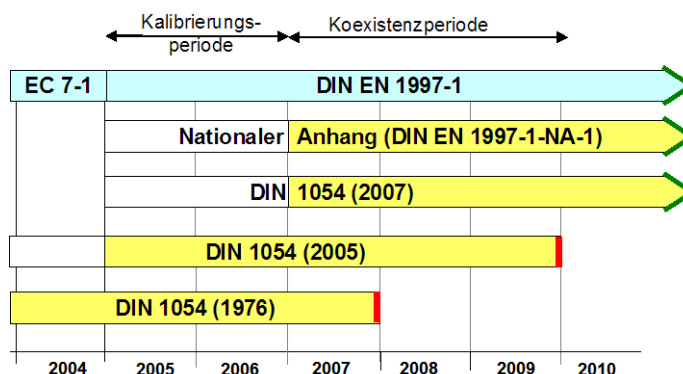 Kalibrierungs-
periode
Koexistenzperiode
EC 7-1
DIN EN 1997-1
Nationaler Anhang (DIN EN 1997-1-NA-1)
DIN 1054 (2007)
DIN 1054 (2005)
DIN 1054 (1976)
2004 2005 2006 2007 2008 2009 2010